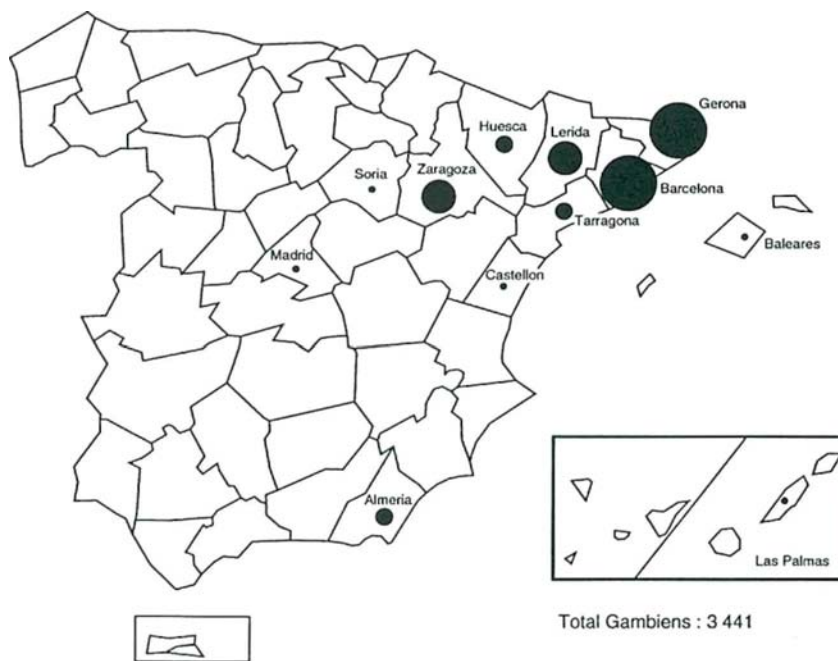 Gerona
Huesca
Lerida
Soria
Zaragoza
Barcelona
Tarragona
Baleares
Madrid
Castellon
Almeria
Las Palmas
Total Gambiens : 3 441